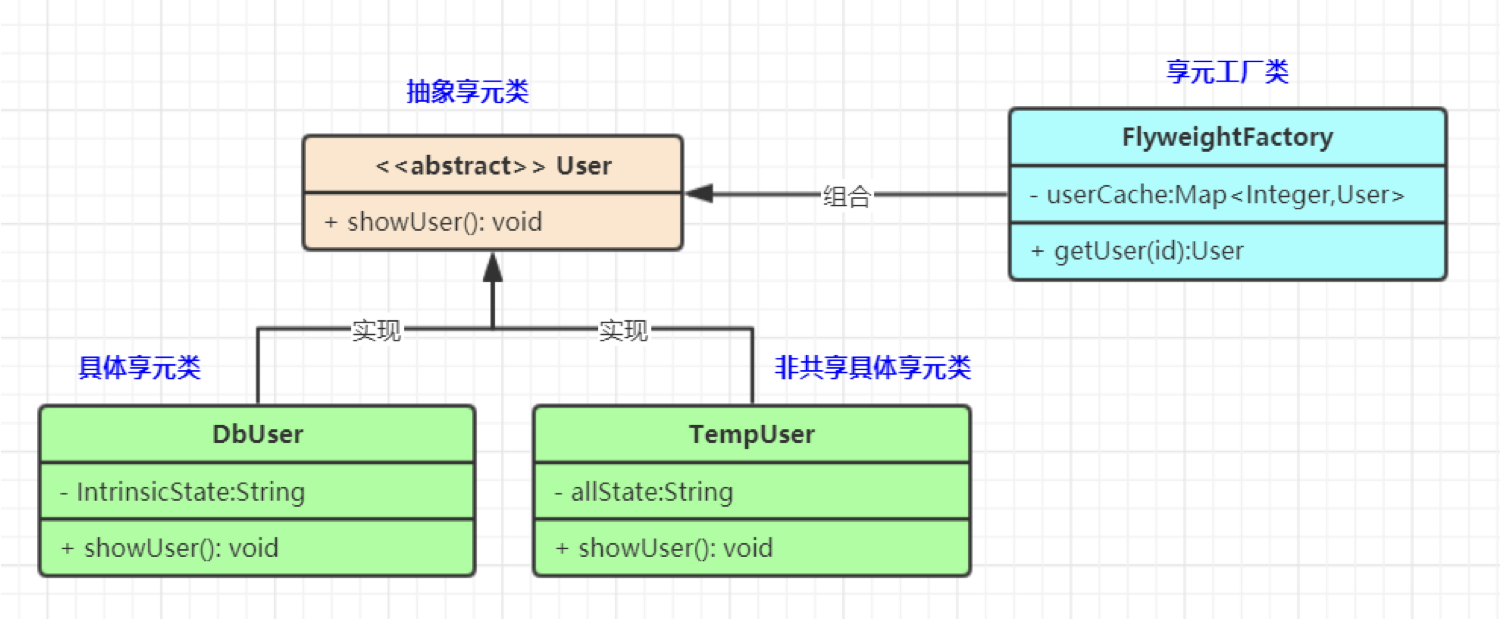 享元工厂类
抽象享元类
FlyweightFactory
<<abstract>> User
- userCache:Map<Integer,User>
组合
+ showUser(): void
+ getUser(id):User
实现
实现
具体享元类
非共享具体享元类
DbUser
TempUser
- IntrinsicState:String
- allState:String
+ showUser(): void
+ showUser(): void